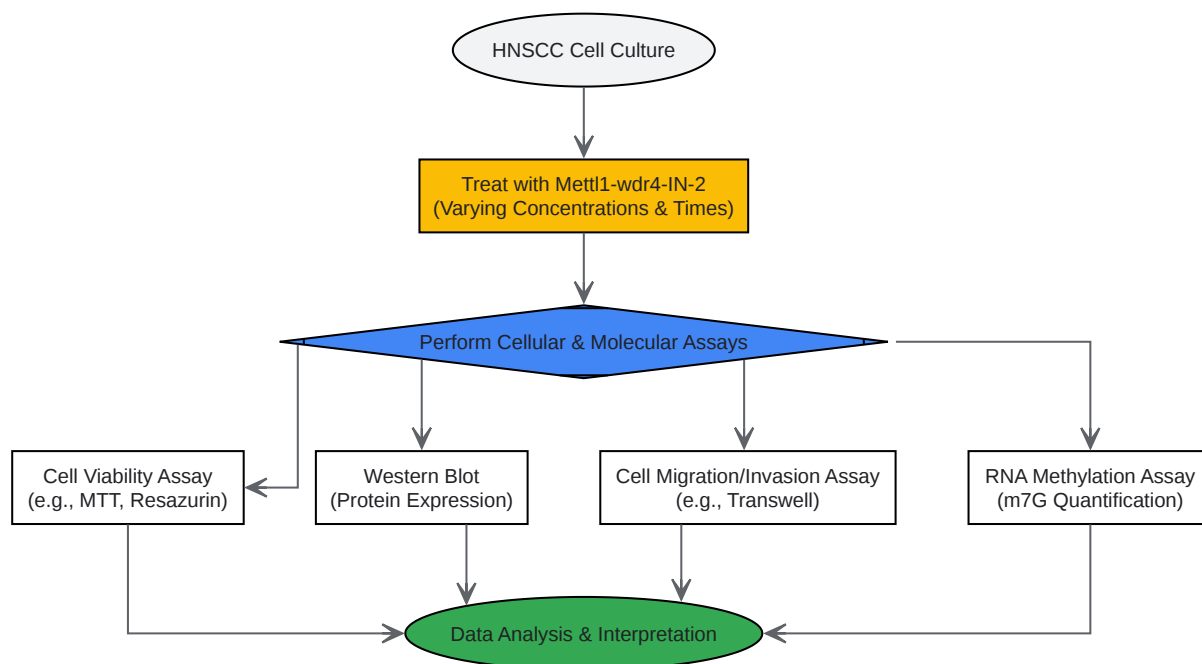 HNSCC Cell Culture
Treat with Mettl1-wdr4-IN-2
(Varying Concentrations & Times)
Perform Cellular & Molecular Assays
Cell Viability Assay
(e.g., MTT, Resazurin)
Western Blot
(Protein Expression)
Cell Migration/Invasion Assay
(e.g., Transwell)
RNA Methylation Assay
(m7G Quantification)
Data Analysis & Interpretation